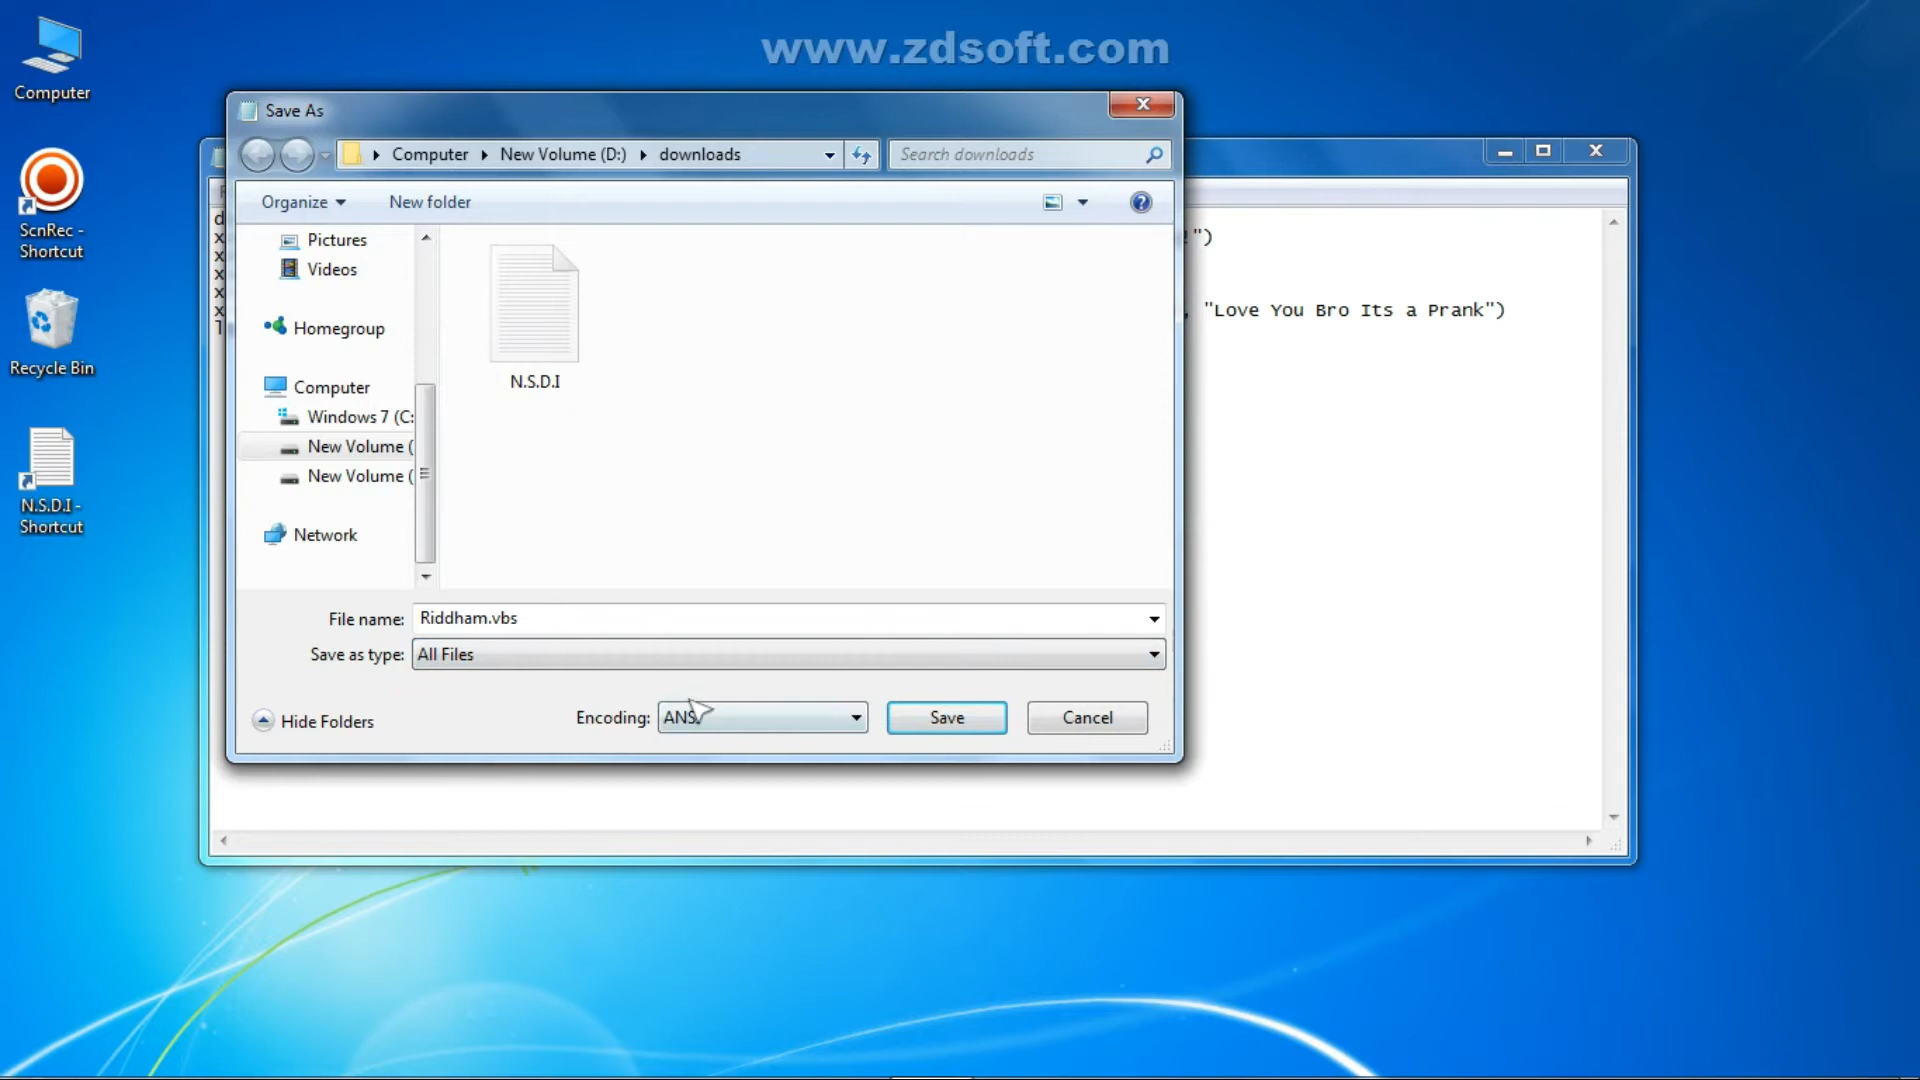 www.zdsoft.com
Computer
ScnRec -
Shortcut
Recycle Bin
N.S.D.I -
Shortcut
Save As
Computer
New Volume (D:)
downloads
Search downloads
Organize
New folder
Pictures
Videos
Homegroup
Computer
Windows 7 (C:
New Volume (
New Volume (
Network
N.S.D.I
File name: Riddham.vbs
Save as type: All Files
Hide Folders
Encoding: ANS
Save
Cancel
")
, "Love You Bro Its a Prank")
d
x
x
x
x
x
l